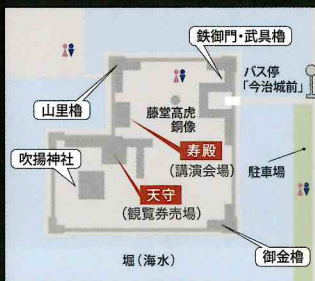 鉄御門・武具櫓
バス停
「今治城前」
山里櫓
藤堂高虎
銅像
寿殿
(講演会場)
吹揚神社
天守
(観覧券売場)
駐車場
堀(海水)
御金櫓